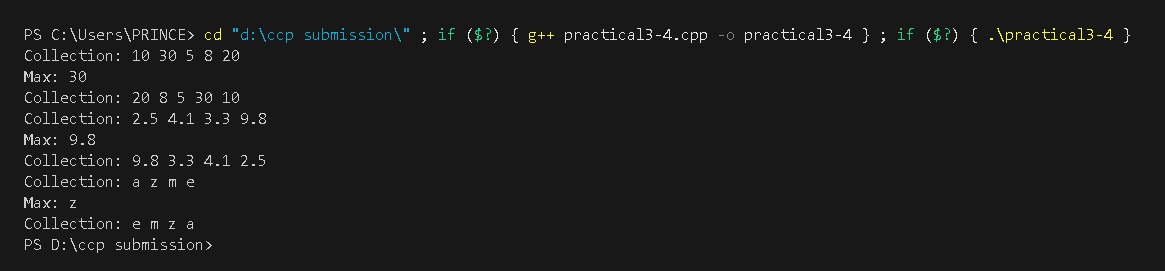 PS C:\Users\PRINCE> cd "d:\ccp submission\" ; if ($?) { g++ practical3-4.cpp -o practical3-4 } ; if ($?) { .\practical3-4 }
Collection: 10 30 5 8 20
Max: 30
Collection: 20 8 5 30 10
Collection: 2.5 4.1 3.3 9.8
Max: 9.8
Collection: 9.8 3.3 4.1 2.5
Collection: a z m e
Max: z
Collection: e m z a
PS D:\ccp submission>